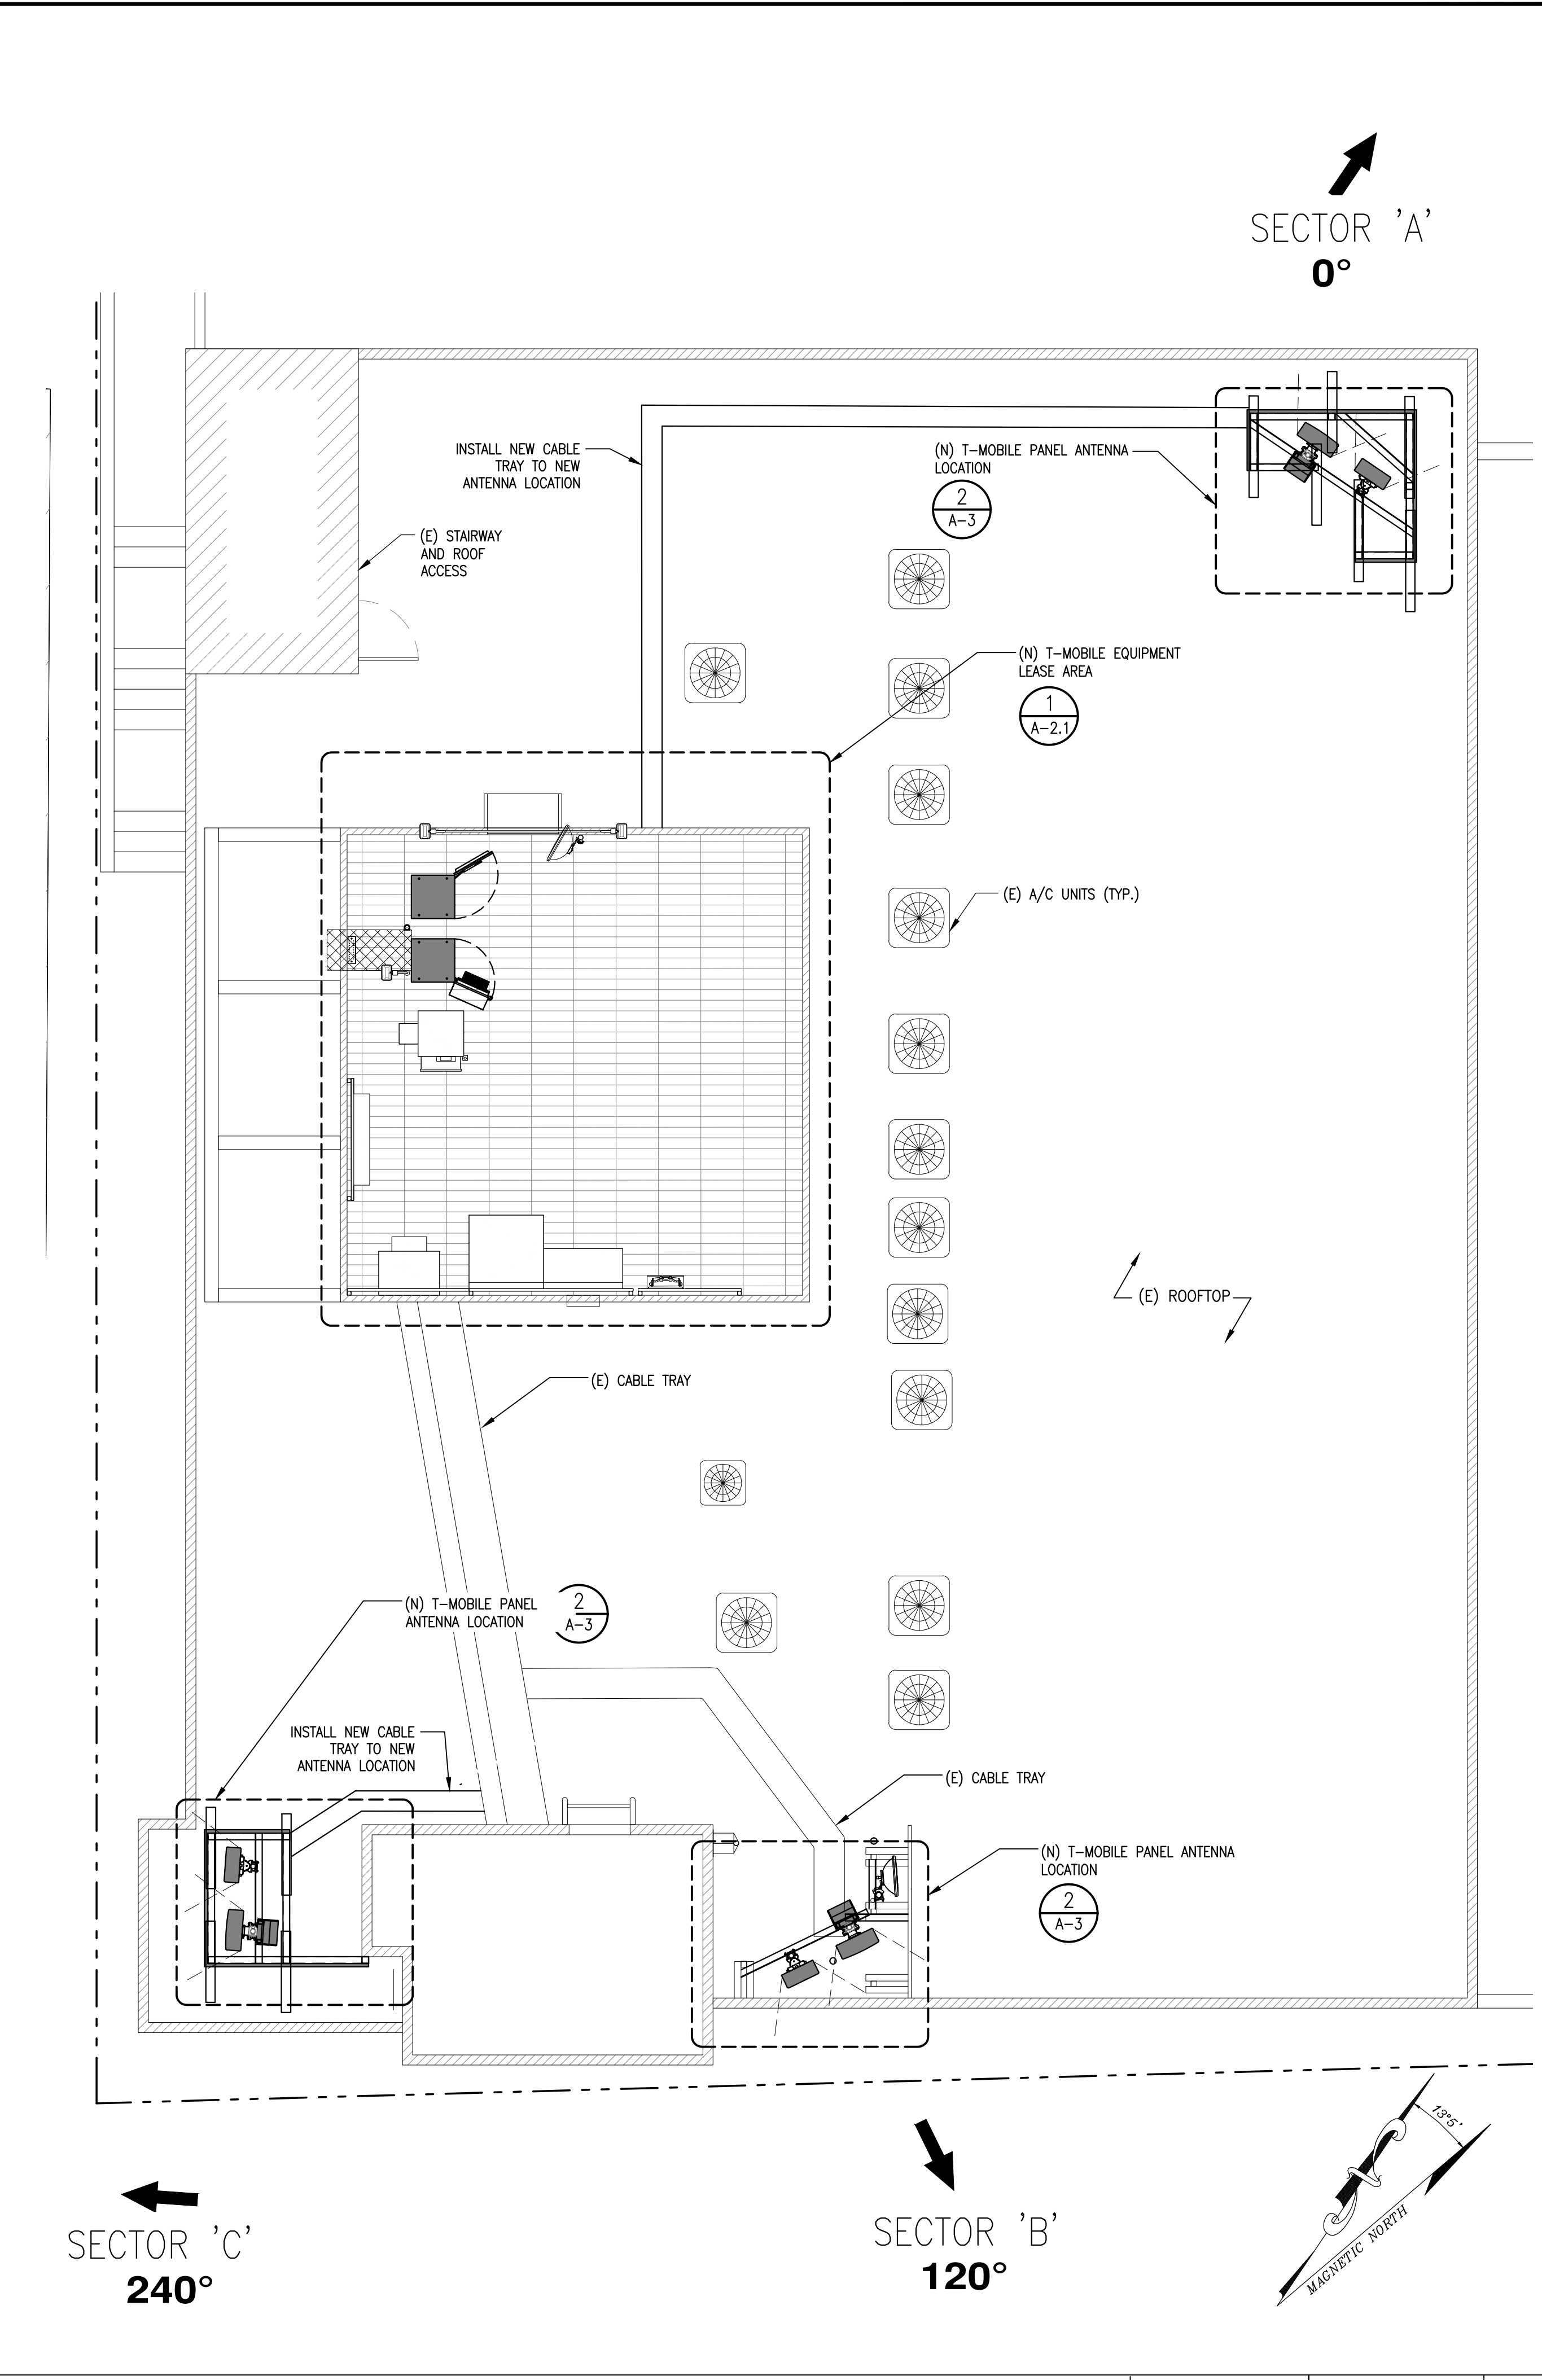 SECTOR 'A'
0°
INSTALL NEW CABLE
TRAY TO NEW
ANTENNA LOCATION
(N) T-MOBILE PANEL ANTENNA
LOCATION
2
A-3
(E) STAIRWAY
AND ROOF
ACCESS
(N) T-MOBILE EQUIPMENT
LEASE AREA
1
A-2.1
(E) A/C UNITS (TYP.)
(E) ROOFTOP
(E) CABLE TRAY
(N) T-MOBILE PANEL
ANTENNA LOCATION
2
A-3
INSTALL NEW CABLE
TRAY TO NEW
ANTENNA LOCATION
(E) CABLE TRAY
(N) T-MOBILE PANEL ANTENNA
LOCATION
2
A-3
13°5'
MAGNETIC NORTH
SECTOR 'C'
240°
SECTOR 'B'
120°